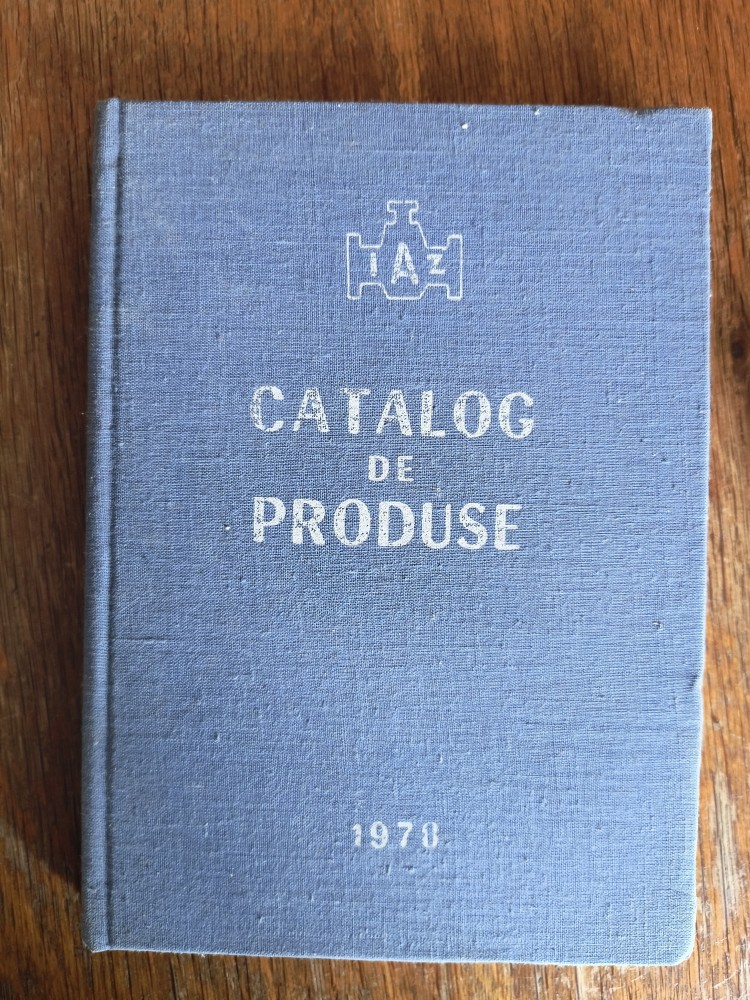 IAZ
CATALOG
DE
PRODUSE
1978